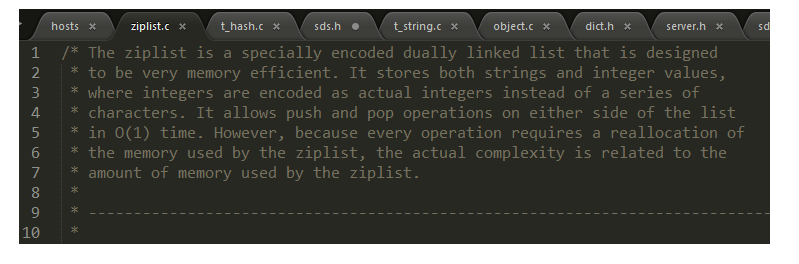 hosts × ziplist.c × t_hash.c × sds.h ● t_string.c × object.c × dict.h × server.h × sd
1 /* The ziplist is a specially encoded dually linked list that is designed
2 * to be very memory efficient. It stores both strings and integer values,
3 * where integers are encoded as actual integers instead of a series of
4 * characters. It allows push and pop operations on either side of the list
5 * in O(1) time. However, because every operation requires a reallocation of
6 * the memory used by the ziplist, the actual complexity is related to the
7 * amount of memory used by the ziplist.
8 *
9 * ----------------------------------------------------------------------------
10 *